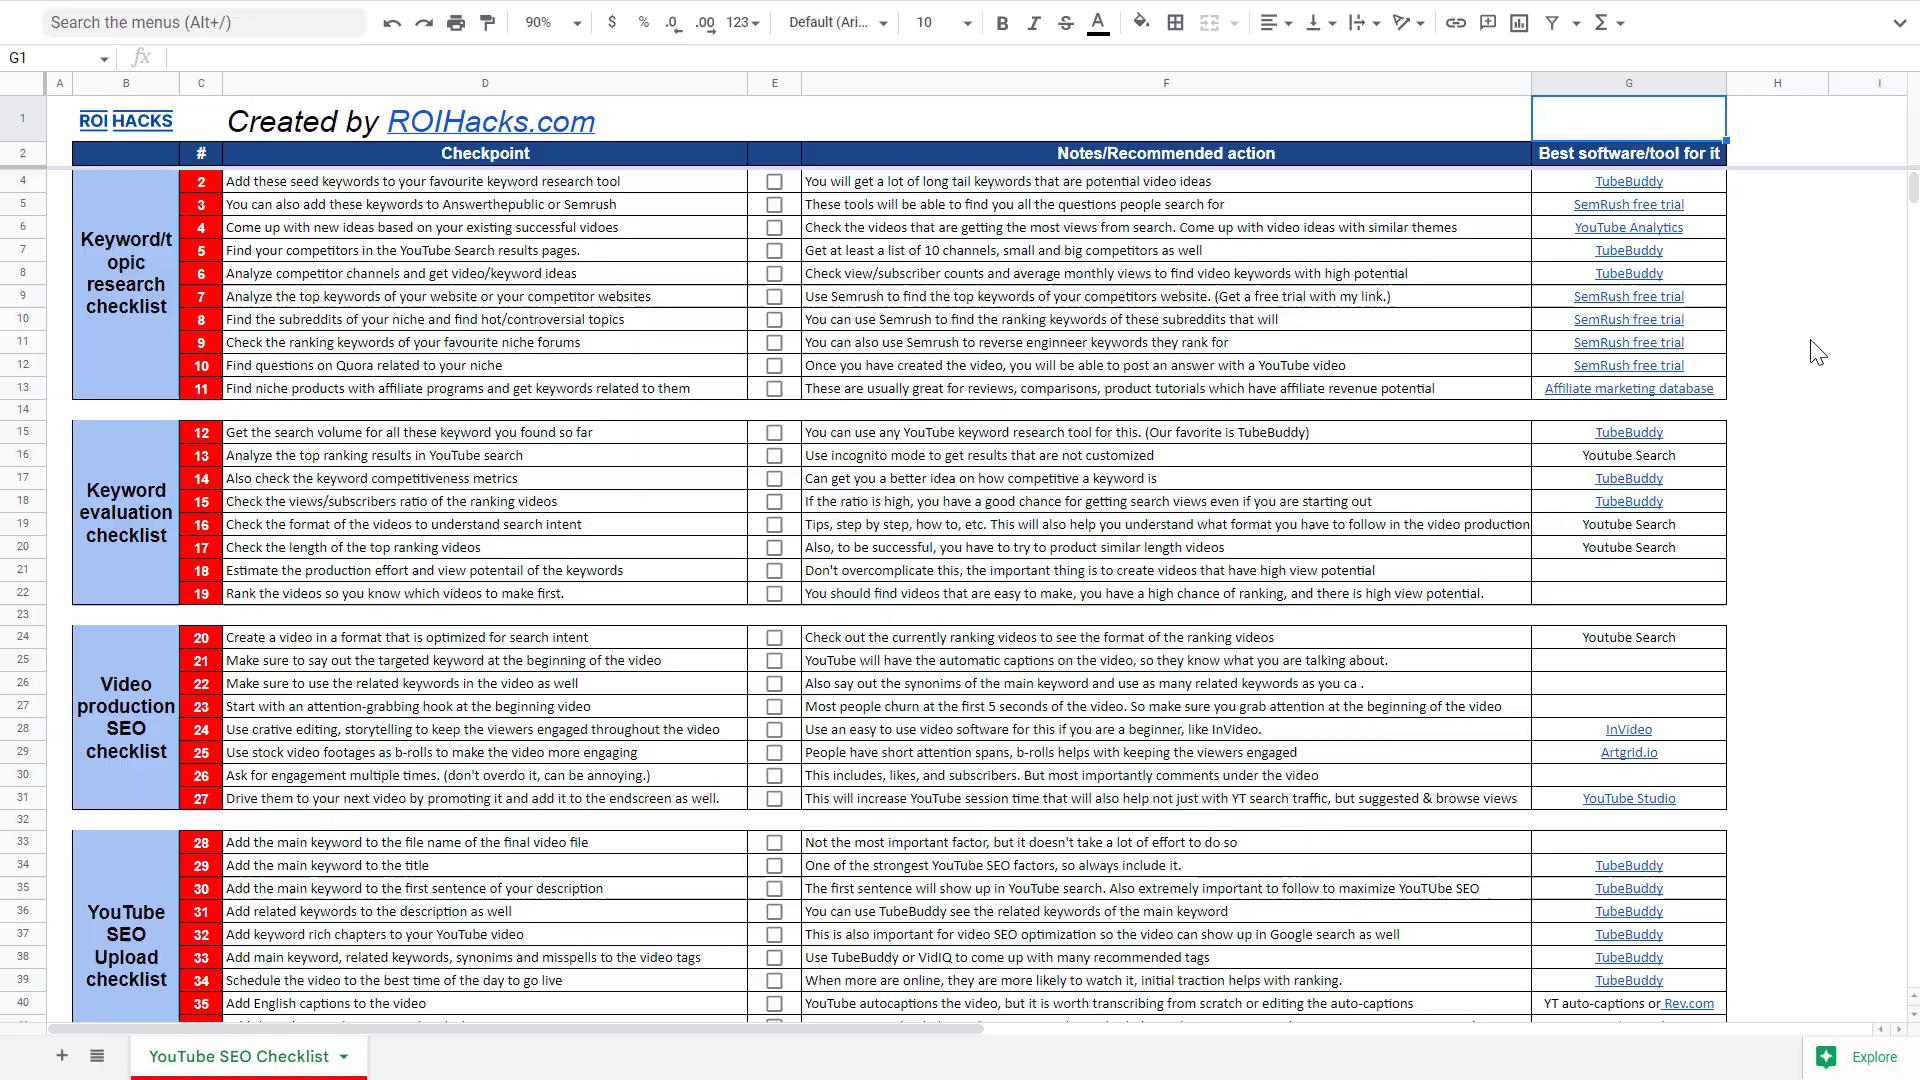 Search the menus (Alt+/)
90%
$ % .0 .00 123
Default (Ari...
10
B I S A
G1
fx
A B C D E F G H I
1 ROI HACKS Created by ROIHacks.com
2 # Checkpoint Notes/Recommended action Best software/tool for it
Keyword/t
opic
research
checklist
4 2 Add these seed keywords to your favourite keyword research tool You will get a lot of long tail keywords that are potential video ideas TubeBuddy
5 3 You can also add these keywords to Answerthepublic or Semrush These tools will be able to find you all the questions people search for SemRush free trial
6 4 Come up with new ideas based on your existing successful vidoes Check the videos that are getting the most views from search. Come up with video ideas with similar themes YouTube Analytics
7 5 Find your competitors in the YouTube Search results pages. Get at least a list of 10 channels, small and big competitors as well TubeBuddy
8 6 Analyze competitor channels and get video/keyword ideas Check view/subscriber counts and average monthly views to find video keywords with high potential TubeBuddy
9 7 Analyze the top keywords of your website or your competitor websites Use Semrush to find the top keywords of your competitors website. (Get a free trial with my link.) SemRush free trial
10 8 Find the subreddits of your niche and find hot/controversial topics You can use Semrush to find the ranking keywords of these subreddits that will SemRush free trial
11 9 Check the ranking keywords of your favourite niche forums You can also use Semrush to reverse enginneer keywords they rank for SemRush free trial
12 10 Find questions on Quora related to your niche Once you have created the video, you will be able to post an answer with a YouTube video SemRush free trial
13 11 Find niche products with affiliate programs and get keywords related to them These are usually great for reviews, comparisons, product tutorials which have affiliate revenue potential Affiliate marketing database
14
Keyword
evaluation
checklist
15 12 Get the search volume for all these keyword you found so far You can use any YouTube keyword research tool for this. (Our favorite is TubeBuddy) TubeBuddy
16 13 Analyze the top ranking results in YouTube search Use incognito mode to get results that are not customized Youtube Search
17 14 Also check the keyword competitiveness metrics Can get you a better idea on how competitive a keyword is TubeBuddy
18 15 Check the views/subscribers ratio of the ranking videos If the ratio is high, you have a good chance for getting search views even if you are starting out TubeBuddy
19 16 Check the format of the videos to understand search intent Tips, step by step, how to, etc. This will also help you understand what format you have to follow in the video production Youtube Search
20 17 Check the length of the top ranking videos Also, to be successful, you have to try to product similar length videos Youtube Search
21 18 Estimate the production effort and view potentail of the keywords Don't overcomplicate this, the important thing is to create videos that have high view potential
22 19 Rank the videos so you know which videos to make first. You should find videos that are easy to make, you have a high chance of ranking, and there is high view potential.
23
Video
production
SEO
checklist
24 20 Create a video in a format that is optimized for search intent Check out the currently ranking videos to see the format of the ranking videos Youtube Search
25 21 Make sure to say out the targeted keyword at the beginning of the video YouTube will have the automatic captions on the video, so they know what you are talking about.
26 22 Make sure to use the related keywords in the video as well Also say out the synonims of the main keyword and use as many related keywords as you ca .
27 23 Start with an attention-grabbing hook at the beginning video Most people churn at the first 5 seconds of the video. So make sure you grab attention at the beginning of the video
28 24 Use crative editing, storytelling to keep the viewers engaged throughout the video Use an easy to use video software for this if you are a beginner, like InVideo. InVideo
29 25 Use stock video footages as b-rolls to make the video more engaging People have short attention spans, b-rolls helps with keeping the viewers engaged Artgrid.io
30 26 Ask for engagement multiple times. (don't overdo it, can be annoying.) This includes, likes, and subscribers. But most importantly comments under the video
31 27 Drive them to your next video by promoting it and add it to the endscreen as well. This will increase YouTube session time that will also help not just with YT search traffic, but suggested & browse views YouTube Studio
32
YouTube
SEO
Upload
checklist
33 28 Add the main keyword to the file name of the final video file Not the most important factor, but it doesn't take a lot of effort to do so
34 29 Add the main keyword to the title One of the strongest YouTube SEO factors, so always include it. TubeBuddy
35 30 Add the main keyword to the first sentence of your description The first sentence will show up in YouTube search. Also extremely important to follow to maximize YouTUBE SEO TubeBuddy
36 31 Add related keywords to the description as well You can use TubeBuddy see the related keywords of the main keyword TubeBuddy
37 32 Add keyword rich chapters to your YouTube video This is also important for video SEO optimization so the video can show up in Google search as well TubeBuddy
38 33 Add main keyword, related keywords, synonyms and misspells to the video tags Use TubeBuddy or VidIQ to come up with many recommended tags TubeBuddy
39 34 Schedule the video to the best time of the day to go live When more are online, they are more likely to watch it, initial traction helps with ranking. TubeBuddy
40 35 Add English captions to the video YouTube autocaptions the video, but it is worth transcribing from scratch or editing the auto-captions YT auto-captions or Rev.com
YouTube SEO Checklist
Explore